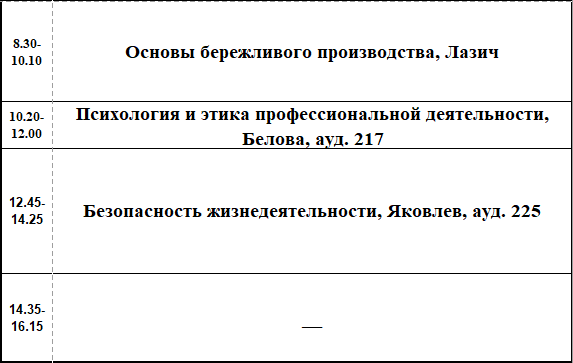 8.30-
10.10
Основы бережливого производства, Лазич
10.20-
12.00
Психология и этика профессиональной деятельности,
Белова, ауд. 217
12.45-
14.25
Безопасность жизнедеятельности, Яковлев, ауд. 225
14.35-
16.15
—